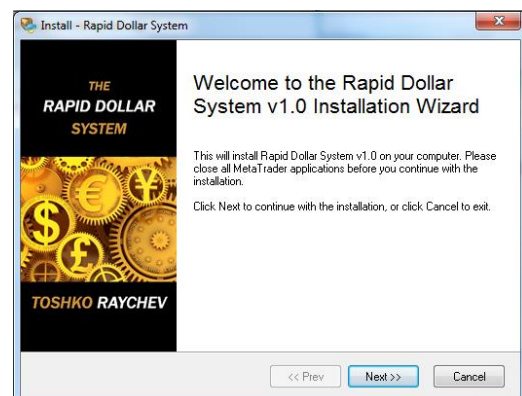 Install - Rapid Dollar System
THE
RAPID DOLLAR
SYSTEM
$ € ¥ £
TOSHKO RAYCHEV
Welcome to the Rapid Dollar
System v1.0 Installation Wizard
This will install Rapid Dollar System v1.0 on your computer. Please
close all MetaTrader applications before you continue with the
installation.
Click Next to continue with the installation, or click Cancel to exit.
<< Prev
Next >>
Cancel